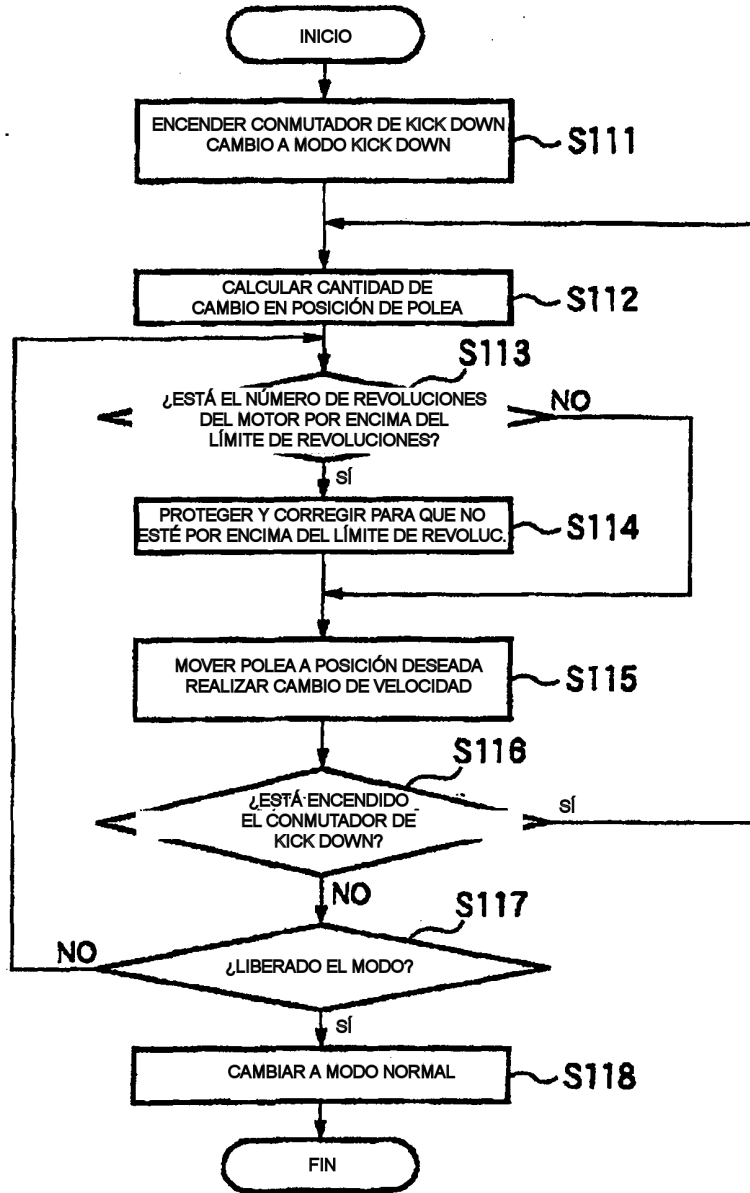 INICIO
ENCENDER CONMUTADOR DE KICK DOWN
CAMBIO A MODO KICK DOWN
S111
CALCULAR CANTIDAD DE
CAMBIO EN POSICIÓN DE POLEA
S112
S113
¿ESTÁ EL NÚMERO DE REVOLUCIONES
DEL MOTOR POR ENCIMA DEL
LÍMITE DE REVOLUCIONES?
NO
SÍ
PROTEGER Y CORREGIR PARA QUE NO
ESTÉ POR ENCIMA DEL LÍMITE DE REVOLUC.
S114
MOVER POLEA A POSICIÓN DESEADA
REALIZAR CAMBIO DE VELOCIDAD
S115
S116
¿ESTÁ ENCENDIDO
EL CONMUTADOR DE
KICK DOWN?
SÍ
NO
S117
NO
¿LIBERADO EL MODO?
SÍ
CAMBIAR A MODO NORMAL
S118
FIN